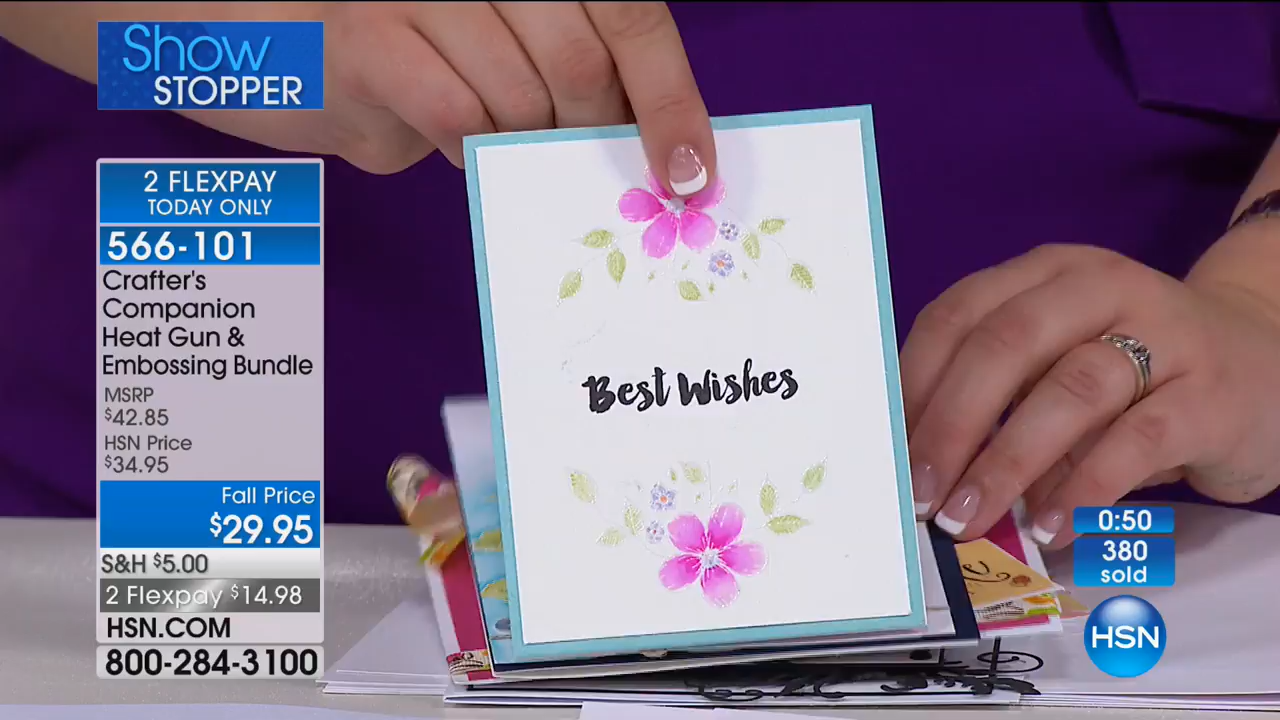 Show
STOPPER
2 FLEXPAY
TODAY ONLY
566-101
Crafter's
Companion
Heat Gun &
Embossing Bundle
MSRP
$42.85
HSN Price
$34.95
Fall Price
$29.95
S&H $5.00
2 Flexpay $14.98
HSN.COM
800-284-3100
Best Wishes
0:50
380
sold
HSN